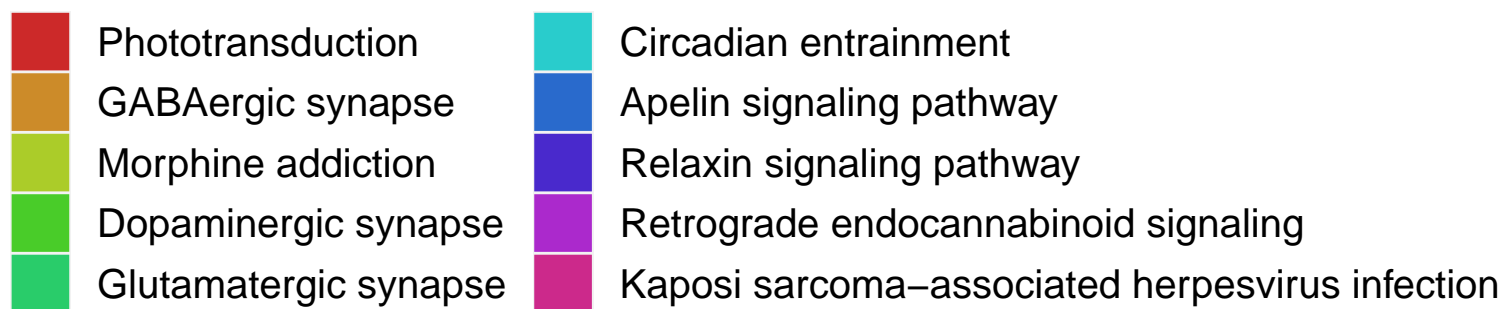 Phototransduction
GABAergic synapse
Morphine addiction
Dopaminergic synapse
Glutamatergic synapse
Circadian entrainment
Apelin signaling pathway
Relaxin signaling pathway
Retrograde endocannabinoid signaling
Kaposi sarcoma−associated herpesvirus infection